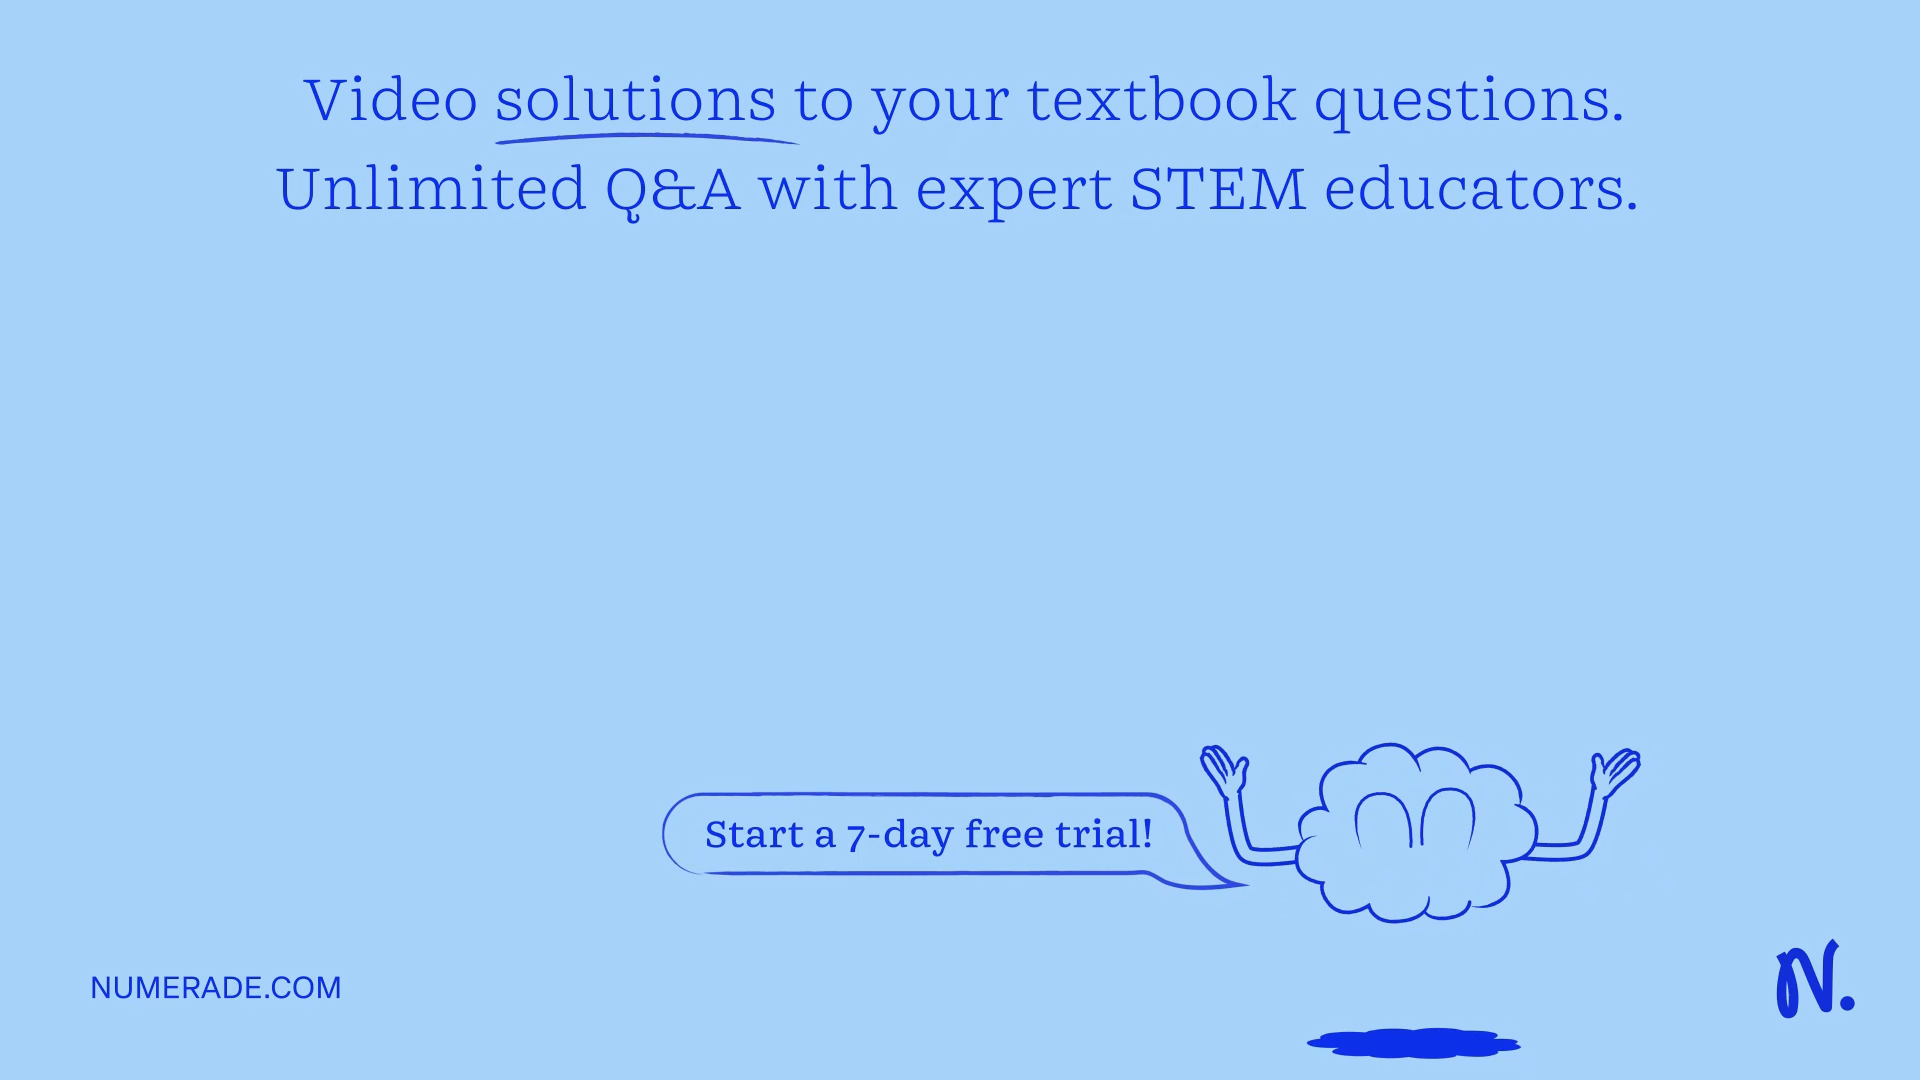 Video solutions to your textbook questions.
Unlimited Q&A with expert STEM educators.
Start a 7-day free trial!
NUMERADE.COM
N.